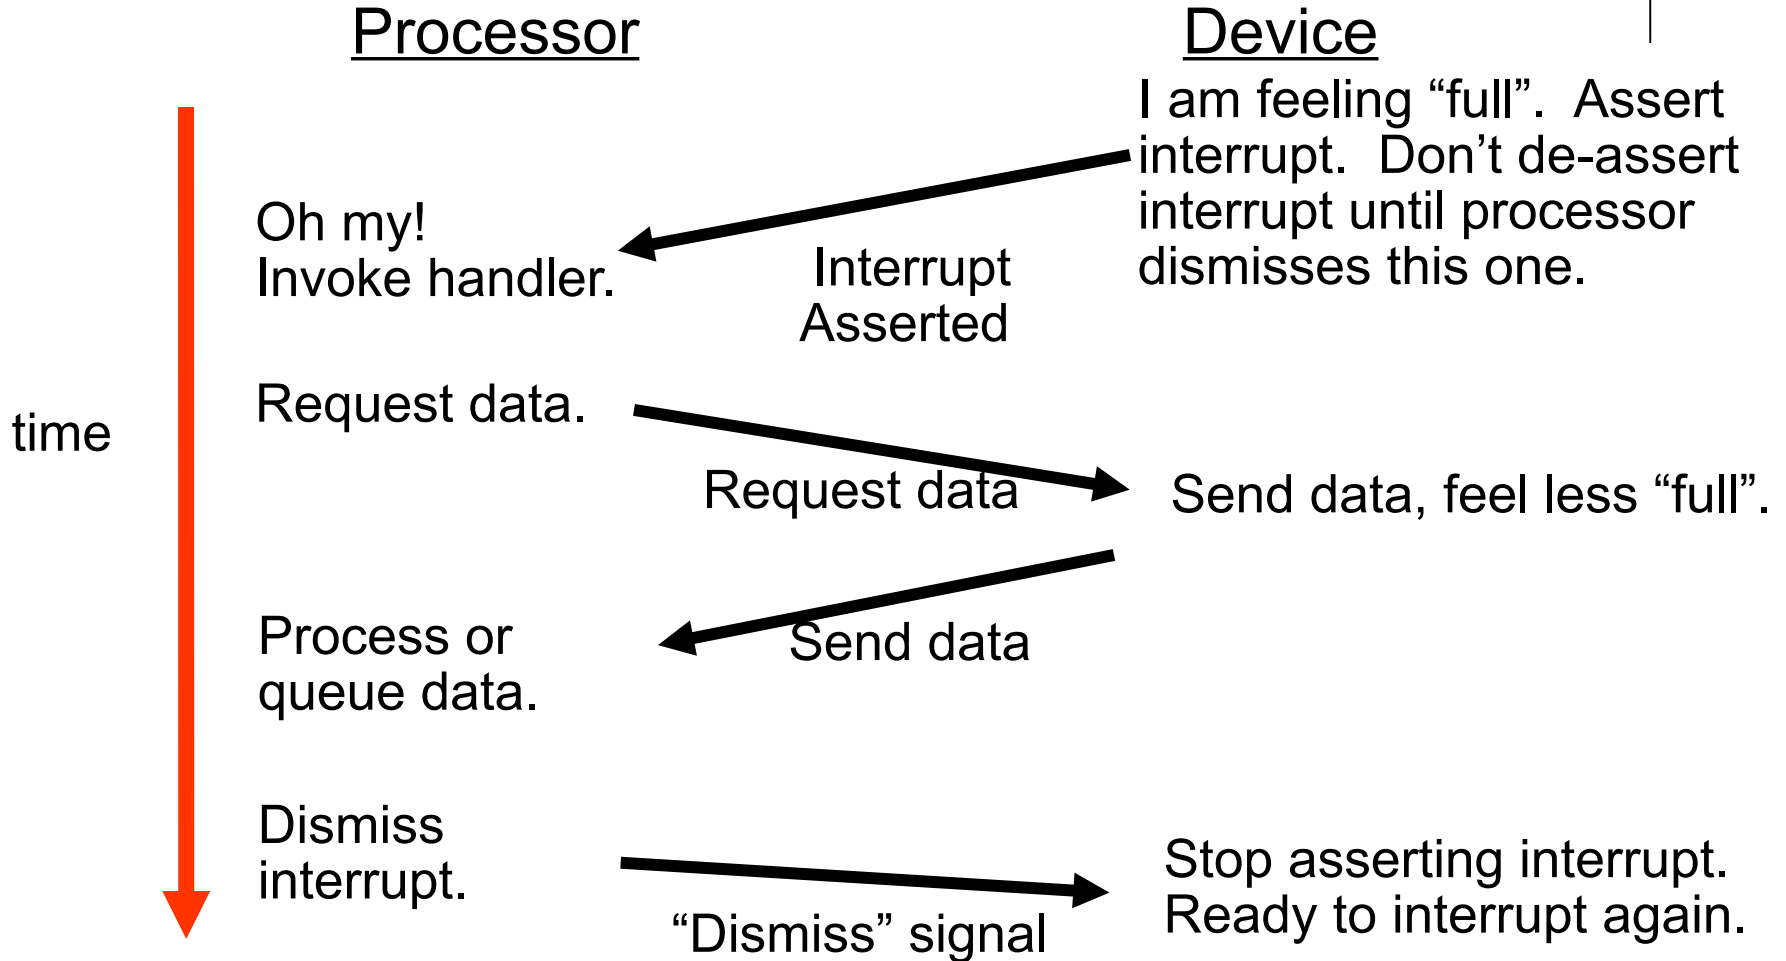 Processor
Device
I am feeling “full”.  Assert
interrupt.  Don’t de-assert
interrupt until processor
dismisses this one.
Oh my!
Invoke handler.
Interrupt
Asserted
Request data.
time
Request data
Send data, feel less “full”.
Process or
queue data.
Send data
Dismiss
interrupt.
“Dismiss” signal
Stop asserting interrupt.
Ready to interrupt again.